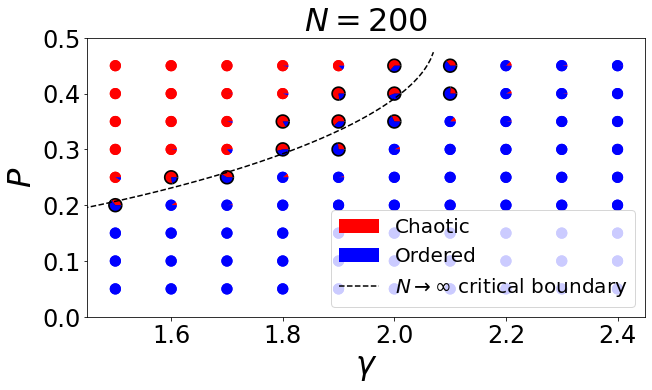 N = 200
0.5
0.4
0.3
0.2
0.1
0.0
P
Chaotic
Ordered
N → ∞ critical boundary
1.6 1.8 2.0 2.2 2.4
γ